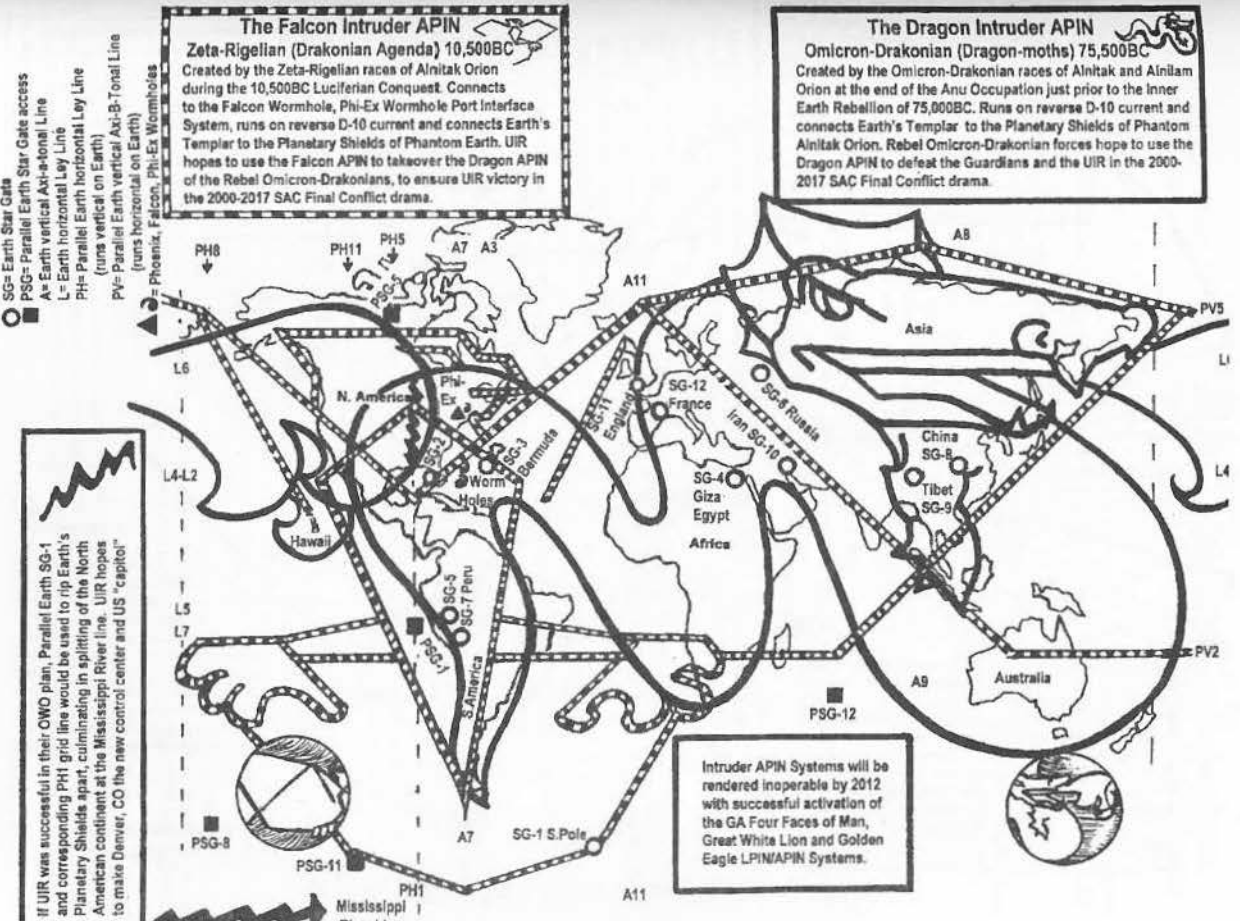 The Falcon Intruder APIN
Zeta-Rigelian (Drakonian Agenda) 10,500BC
Created by the Zeta-Rigelian races of Alnitak Orion
during the 10,500BC Luciferian Conquest. Connects
to the Falcon Wormhole, Phi-Ex Wormhole Port Interface
System, runs on reverse D-10 current and connects Earth's
Templar to the Planetary Shields of Phantom Earth. UIR
hopes to use the Falcon APIN to takeover the Dragon APIN
of the Rebel Omicron-Drakonians, to ensure UIR victory in
the 2000-2017 SAC Final Conflict drama.
The Dragon Intruder APIN
Omicron-Drakonian (Dragon-moths) 75,500BC
Created by the Omicron-Drakonian races of Alnitak and Alnilam
Orion at the end of the Anu Occupation just prior to the Inner
Earth Rebellion of 75,000BC. Runs on reverse D-10 current and
connects Earth's Templar to the Planetary Shields of Phantom
Alnitak Orion. Rebel Omicron-Drakonian forces hope to use the
Dragon APIN to defeat the Guardians and the UIR in the 2000-
2017 SAC Final Conflict drama.
SG= Earth Star Gate
PSG= Parallel Earth Star Gate access
A= Earth vertical Axi-a-tonal Line
L= Earth horizontal Ley Line
PH= Parallel Earth horizontal Ley Line
(runs vertical on Earth)
PV= Parallel Earth vertical Axi-B-Tonal Line
(runs horizontal on Earth)
= Phoenix, Falcon, Phi-Ex Wormholes
PH8
PH11
PH5
A7
A3
A11
A8
PSG-5
PV5
Asia
L6
N. America
Phi-
Ex
SG-11
England
SG-12
France
SG-6 Russia
Iran SG-10
SG-2
SG-3
Bermuda
Worm
Holes
China
SG-8
Tibet
SG-9
L4-L2
L4
SG-4
Giza
Egypt
Africa
Hawaii
L5
L7
SG-5
SG-7 Peru
PSG-1
S.America
PV2
A9
Australia
PSG-12
If UIR was successful in their OWO plan, Parallel Earth SG-1
and corresponding PH1 grid line would be used to rip Earth's
Planetary Shields apart, culminating in splitting of the North
American continent at the Mississippi River line. UIR hopes
to make Denver, CO the new control center and US "capitol"
Intruder APIN Systems will be
rendered inoperable by 2012
with successful activation of
the GA Four Faces of Man,
Great White Lion and Golden
Eagle LPIN/APIN Systems.
PSG-8
PSG-11
A7
SG-1 S.Pole
PH1
A11
Mississippi